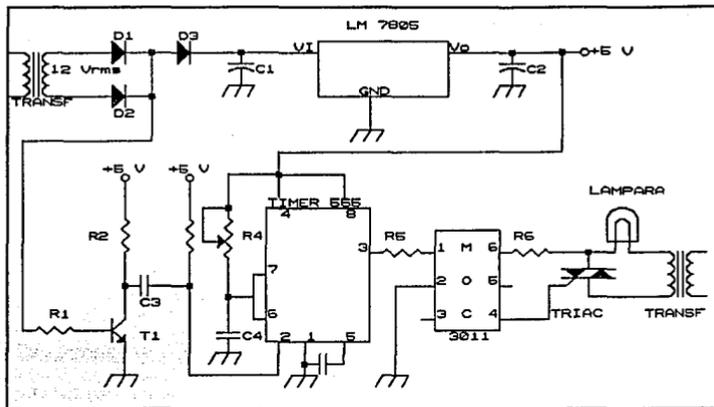 LM 7805
D1
D3
VI
Vo
+5 V
12 Vrms
C1
C2
TRANSF
GND
D2
+5 V
+5 V
TIMER 555
LAMPARA
4
8
R2
R4
3
R5
1
M
6
R6
7
2
O
5
C3
6
3
C
4
TRIAC
TRANSF
R1
T1
C4
2
1
5
3011